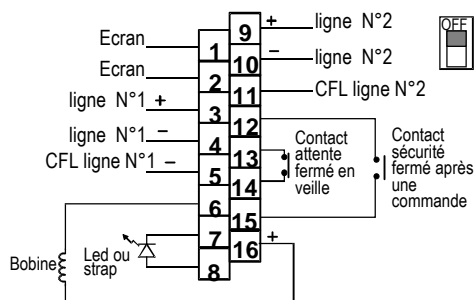 OFF
Ecran
1
Ecran
2
ligne N°1 +
3
ligne N°1 –
4
CFL ligne N°1 –
5
6
7
8
Led ou
strap
Bobine
9
+
ligne N°2
10
–
ligne N°2
11
CFL ligne N°2
12
13
14
15
16
+
Contact
attente
fermé en
veille
Contact
sécurité
fermé après
une
commande